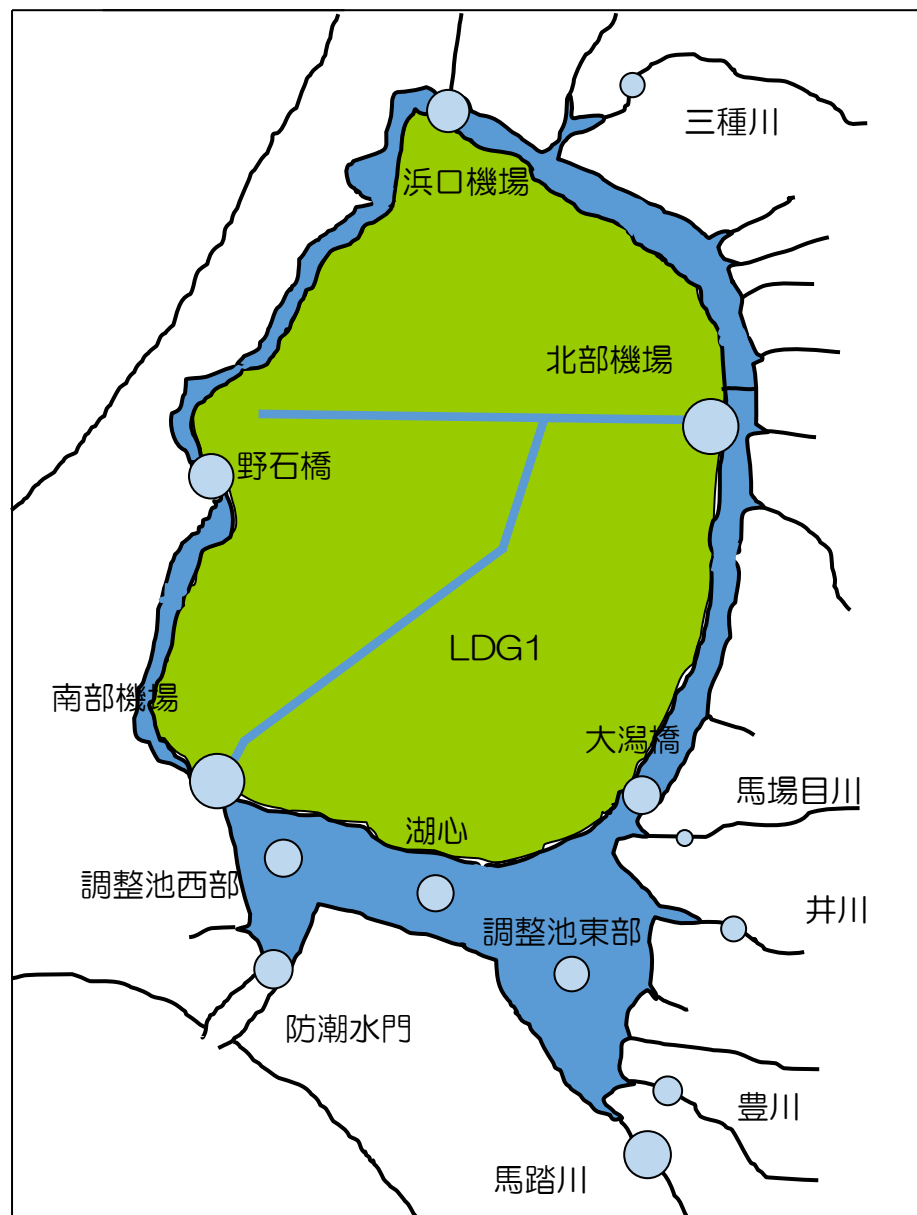 三種川
浜口機場
北部機場
野石橋
LDG1
南部機場
大潟橋
馬場目川
湖心
調整池西部
井川
調整池東部
防潮水門
豊川
馬踏川